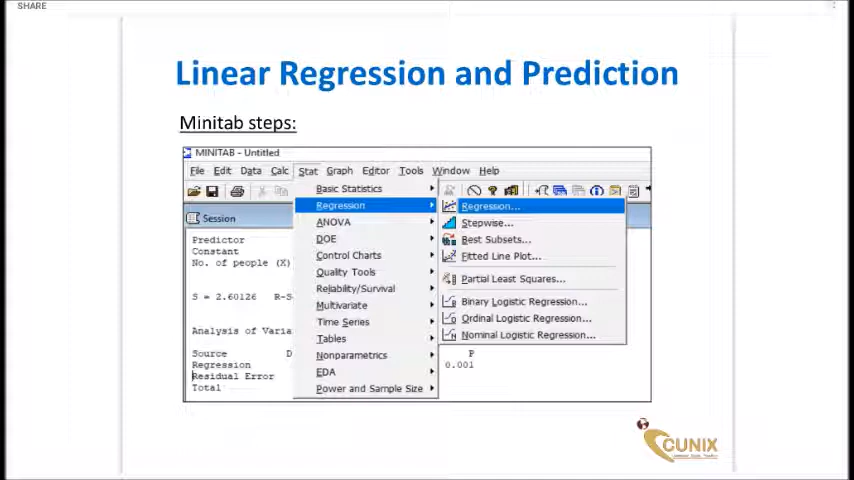 SHARE
Linear Regression and Prediction
Minitab steps:
MINITAB - Untitled
File Edit Data Calc Stat Graph Editor Tools Window Help
Basic Statistics
Regression
Regression...
Session
ANOVA
Stepwise...
Predictor
DOE
Best Subsets...
Constant
Control Charts
Fitted Line Plot...
No. of people (X)
Quality Tools
Partial Least Squares...
Reliability/Survival
S = 2.60126 R-S
Multivariate
Binary Logistic Regression...
Time Series
Ordinal Logistic Regression...
Analysis of Varia
Tables
Nominal Logistic Regression...
Source D
Nonparametrics
P
Regression
0.001
Residual Error
EDA
Total
Power and Sample Size
CUNIX